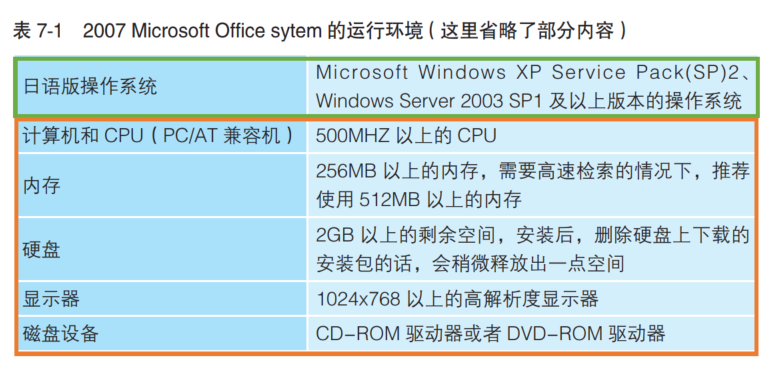 表 7-1 2007 Microsoft Office sytem 的运行环境（这里省略了部分内容）
日语版操作系统
Microsoft Windows XP Service Pack(SP)2、
Windows Server 2003 SP1 及以上版本的操作系统
计算机和 CPU（PC/AT 兼容机）
500MHZ 以上的 CPU
内存
256MB 以上的内存，需要高速检索的情况下，推荐
使用 512MB 以上的内存
硬盘
2GB 以上的剩余空间，安装后，删除硬盘上下载的
安装包的话，会稍微释放出一点空间
显示器
1024x768 以上的高解析度显示器
磁盘设备
CD-ROM 驱动器或者 DVD-ROM 驱动器